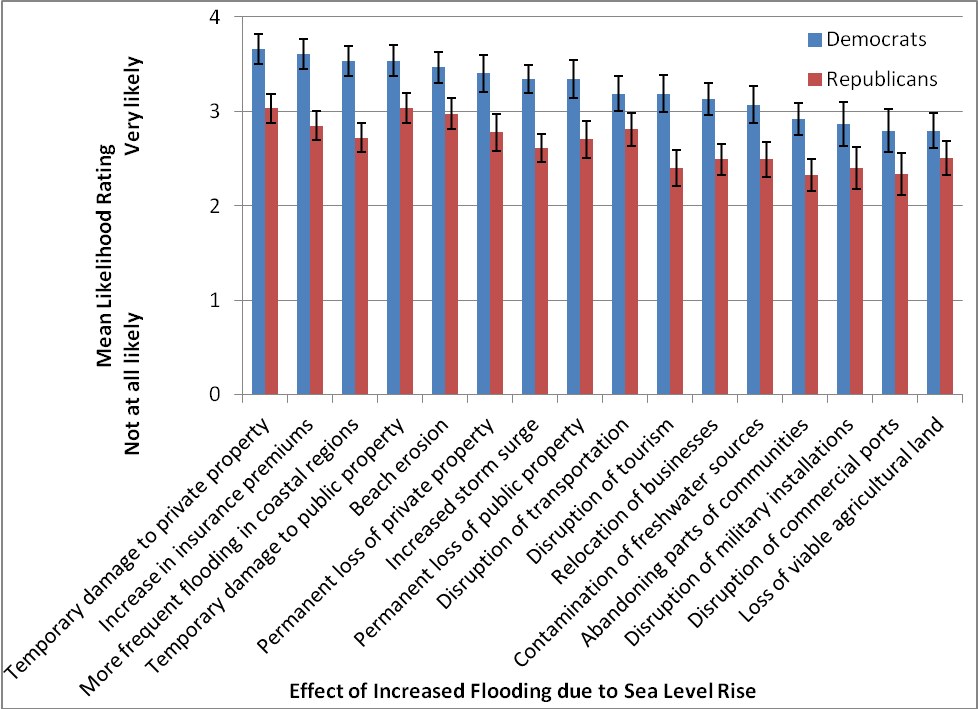 4
3
2
1
0
Democrats
Republicans
Very likely
Mean Likelihood Rating
Not at all likely
Temporary damage to private property
Increase in insurance premiums
More frequent flooding in coastal regions
Temporary damage to public property
Beach erosion
Permanent loss of private property
Increased storm surge
Permanent loss of public property
Disruption of transportation
Disruption of tourism
Relocation of businesses
Contamination of freshwater sources
Abandoning parts of communities
Disruption of military installations
Disruption of commercial ports
Loss of viable agricultural land
Effect of Increased Flooding due to Sea Level Rise